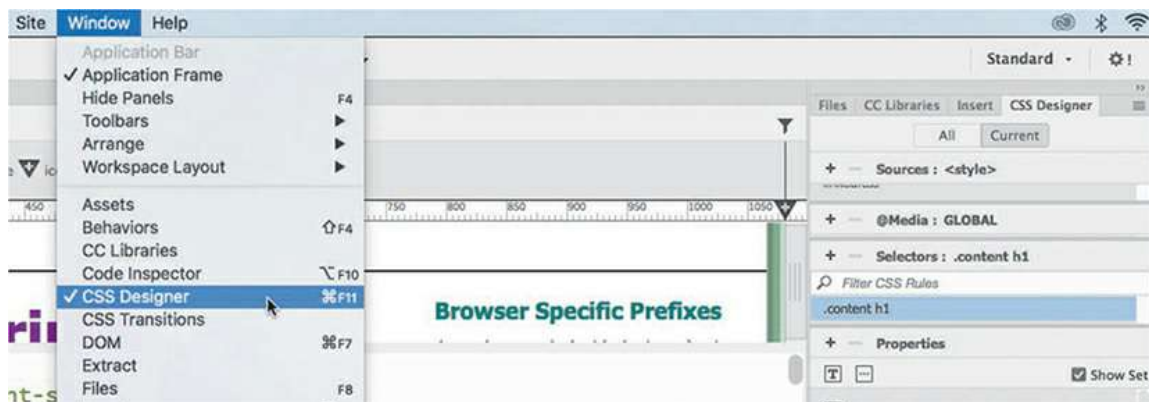 Site Window Help
Standard
Application Bar
✓ Application Frame
Hide Panels F4
Toolbars ▶
Arrange ▶
Workspace Layout ▶
Assets
Behaviors ⇧F4
CC Libraries
Code Inspector ⌥F10
✓ CSS Designer ⌘F11
CSS Transitions
DOM ⌘F7
Extract
Files F8
450 750 800 850 900 950 1000 1050
Browser Specific Prefixes
Files CC Libraries Insert CSS Designer
All Current
+ − Sources : <style>
+ − @Media : GLOBAL
+ − Selectors : .content h1
Filter CSS Rules
.content h1
+ − Properties
T Show Set